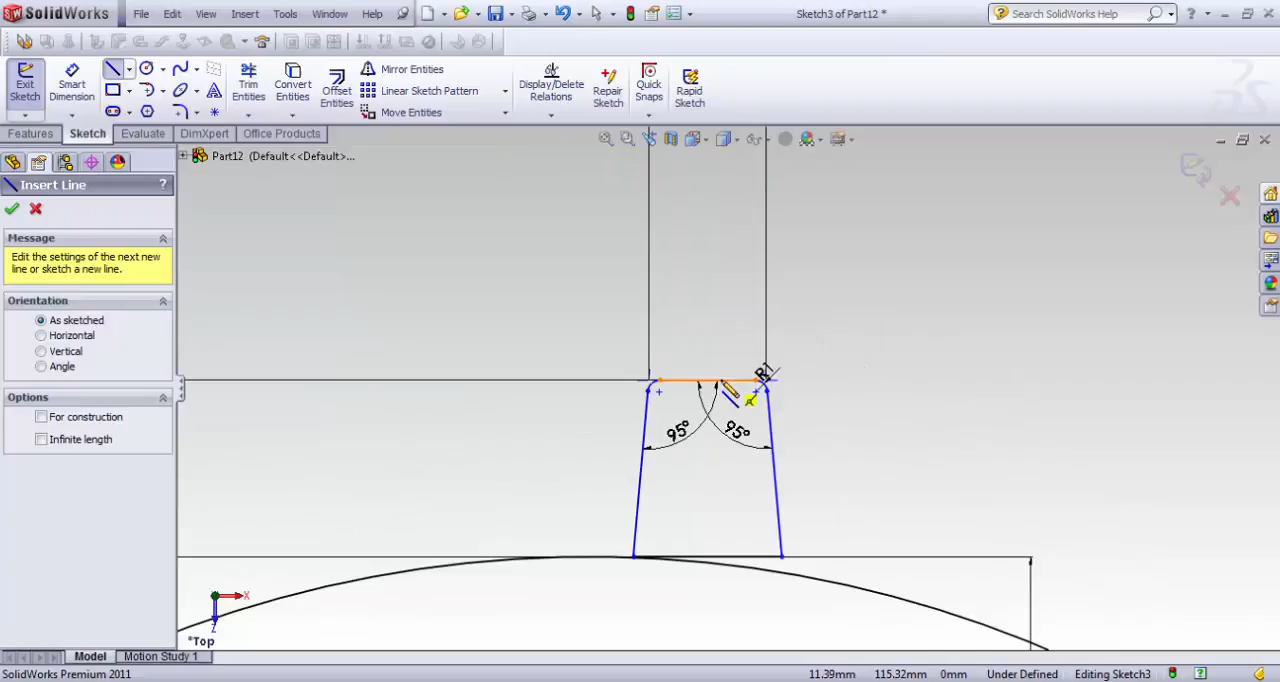 SolidWorks File Edit View Insert Tools Window Help Sketch3 of Part12 * Search SolidWorks Help
Exit Sketch
Smart Dimension
Trim Entities
Convert Entities
Offset Entities
Mirror Entities
Linear Sketch Pattern
Move Entities
Display/Delete Relations
Repair Sketch
Quick Snaps
Rapid Sketch
Features Sketch Evaluate DimXpert Office Products
Part12 (Default<<Default>...
Insert Line ?
Message
Edit the settings of the next new
line or sketch a new line.
Orientation
As sketched
Horizontal
Vertical
Angle
Options
For construction
Infinite length
R1
95° 95°
X
Z
*Top
Model Motion Study 1
SolidWorks Premium 2011 11.39mm 115.32mm 0mm Under Defined Editing Sketch3